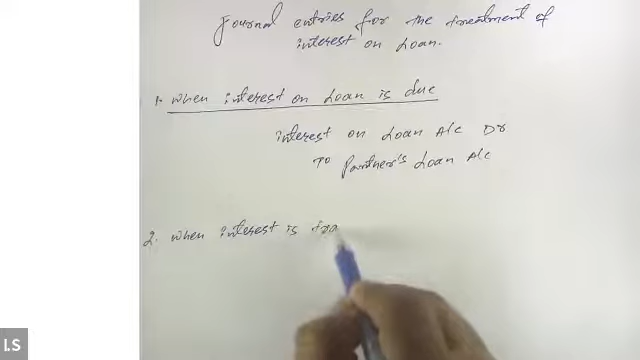 Journal entries for the treatment of
interest on Loan.
1. When interest on Loan is due
interest on Loan A/c Dr
To Partner's Loan A/c
2. When interest is tra
I.S